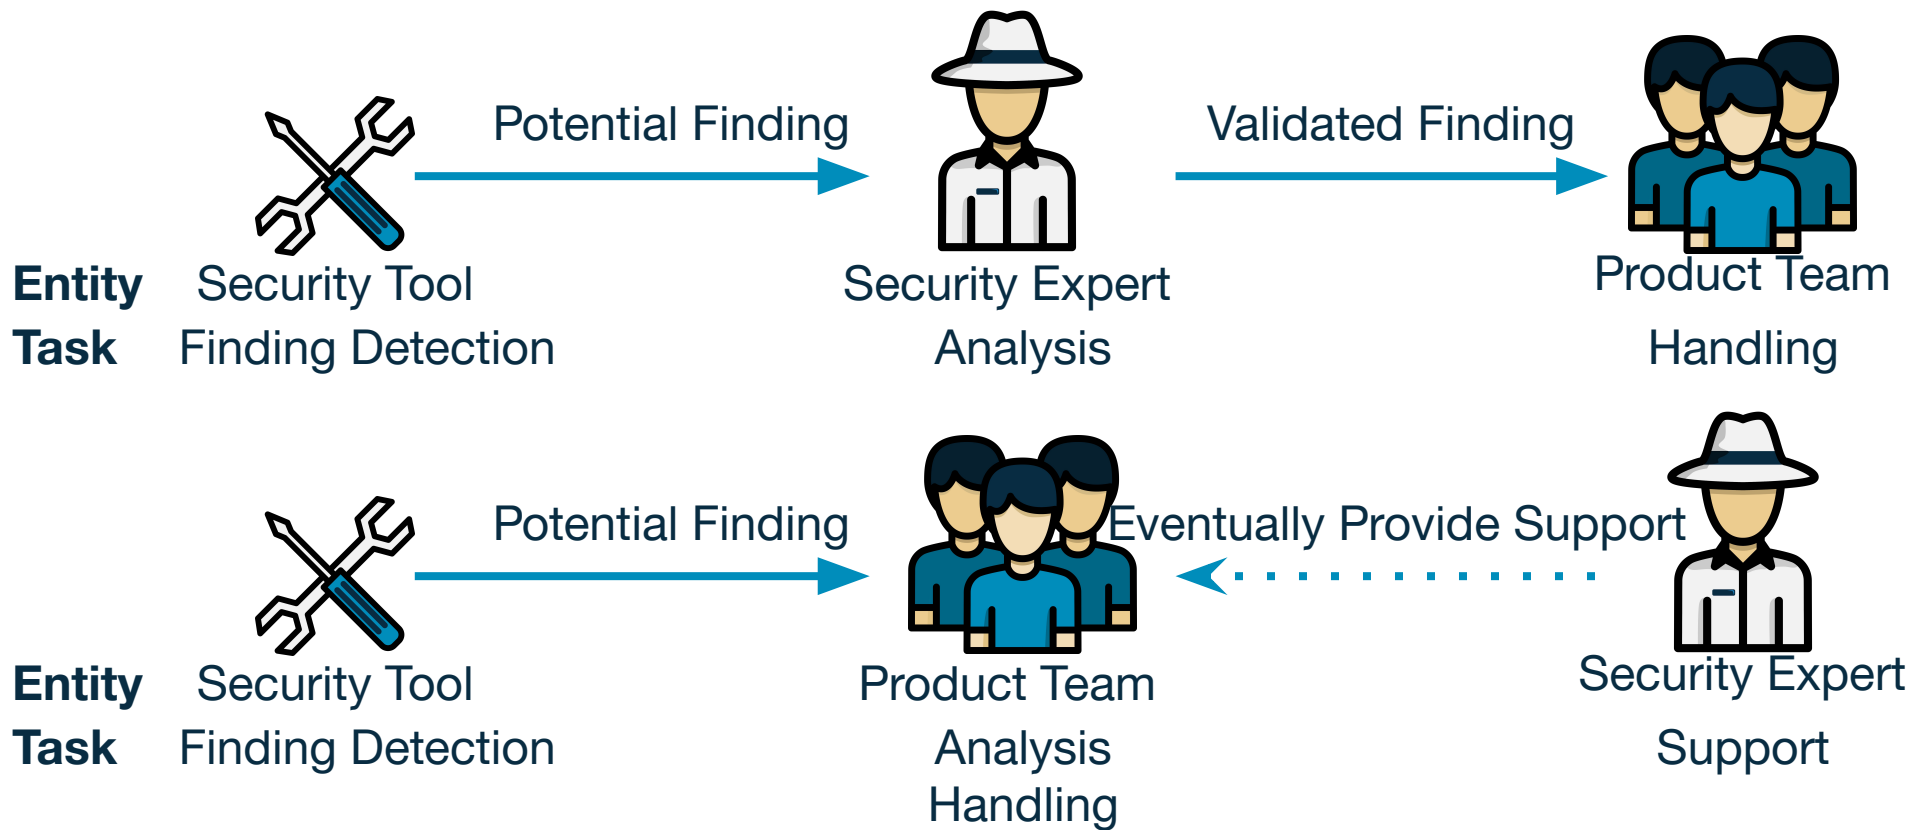 Potential Finding
Validated Finding
Entity Security Tool Security Expert Product Team
Task Finding Detection Analysis Handling
Potential Finding
Eventually Provide Support
Entity Security Tool Product Team Security Expert
Task Finding Detection Analysis Support
Handling